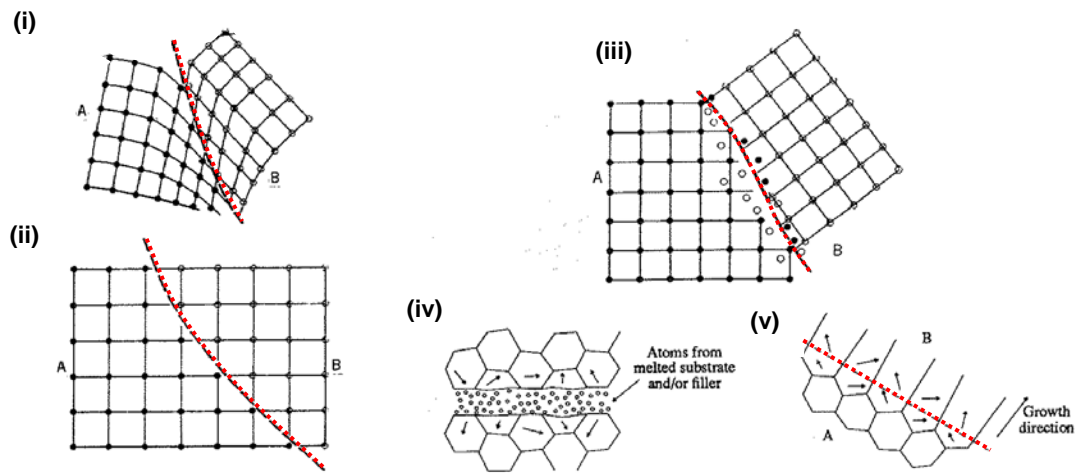 (i)
A
B
(ii)
A
B
(iii)
A
B
(iv)
Atoms from
melted substrate
and/or filler
(v)
B
A
Growth
direction